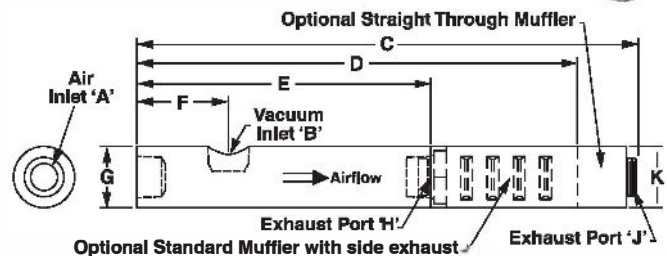 Optional Straight Through Muffler
C
D
Air
Inlet 'A'
E
F
Vacuum
Inlet 'B'
G
Airflow
K
Exhaust Port 'H'
Exhaust Port 'J'
Optional Standard Muffler with side exhaust